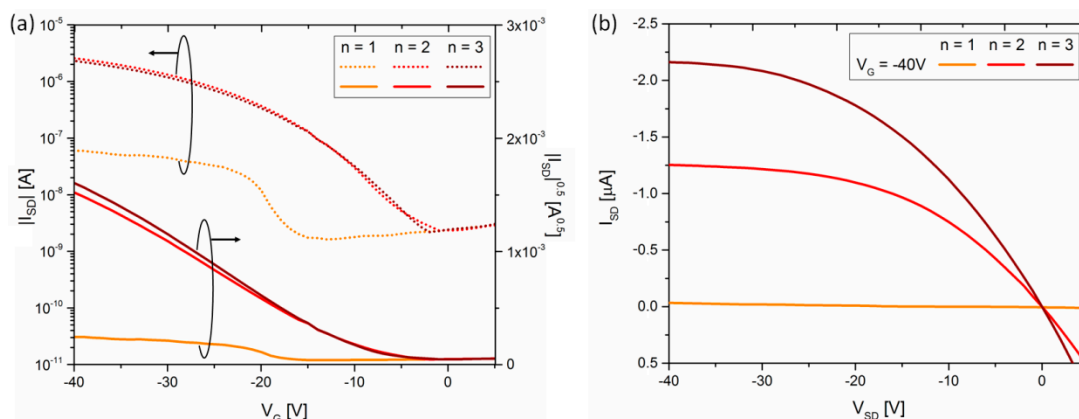 (a)
10⁻⁵
10⁻⁶
10⁻⁷
10⁻⁸
10⁻⁹
10⁻¹⁰
10⁻¹¹
|I_SD| [A]
n = 1 n = 2 n = 3
3x10⁻³
2x10⁻³
1x10⁻³
0
|I_SD|^0.5 [A^0.5]
-40 -30 -20 -10 0
V_G [V]
(b)
-2.5
-2.0
-1.5
-1.0
-0.5
0.0
0.5
I_SD [µA]
n = 1 n = 2 n = 3
V_G = -40V
-40 -30 -20 -10 0
V_SD [V]